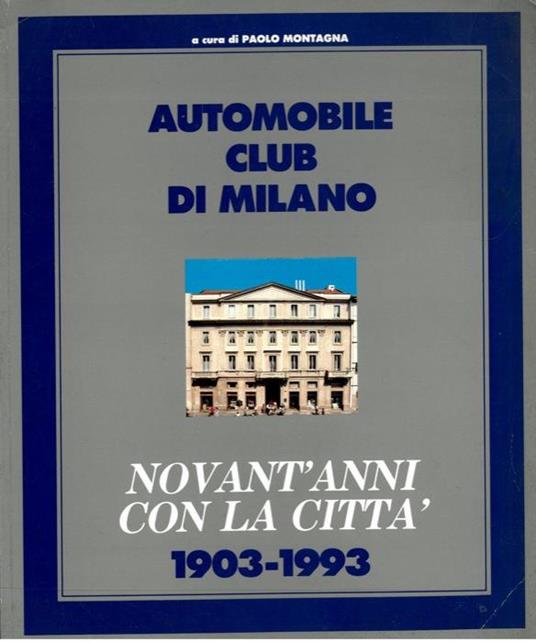 a cura di PAOLO MONTAGNA
AUTOMOBILE
CLUB
DI MILANO
NOVANT'ANNI
CON LA CITTA'
1903-1993